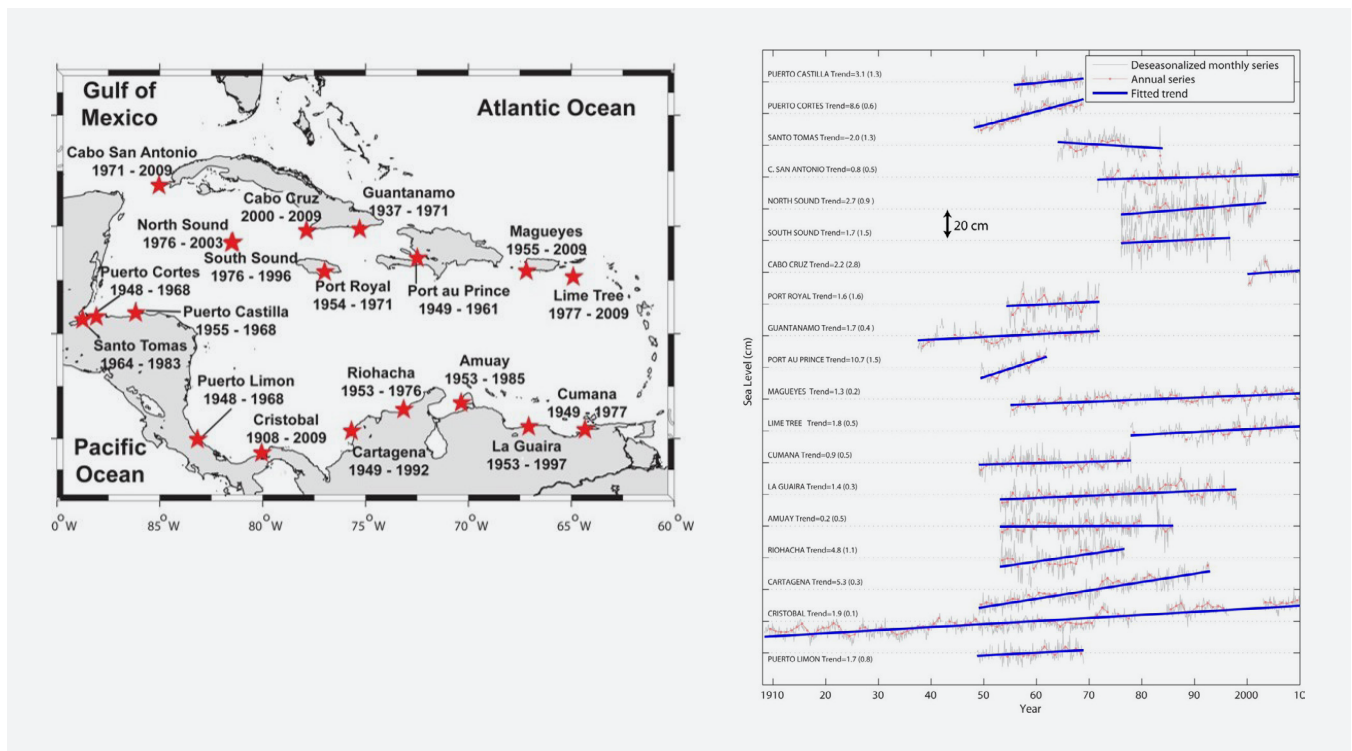 Gulf of
Mexico
Atlantic Ocean
Cabo San Antonio
1971 - 2009
Cabo Cruz
2000 - 2009
Guantanamo
1937 - 1971
North Sound
1976 - 2003
South Sound
1976 - 1996
Magueyes
1955 - 2009
Puerto Cortes
1948 - 1968
Port Royal
1954 - 1971
Port au Prince
1949 - 1961
Lime Tree
1977 - 2009
Puerto Castilla
1955 - 1968
Santo Tomas
1964 - 1983
Puerto Limon
1948 - 1968
Riohacha
1953 - 1976
Amuay
1953 - 1985
Cumana
1949 - 1977
Cristobal
1908 - 2009
Cartagena
1949 - 1992
La Guaira
1953 - 1997
Pacific
Ocean
0°W 85°W 80°W 75°W 70°W 65°W 60°W
Deseasonalized monthly series
Annual series
Fitted trend
PUERTO CASTILLA Trend=3.1 (1.3)
PUERTO CORTES Trend=8.6 (0.6)
SANTO TOMAS Trend=-2.0 (1.3)
C. SAN ANTONIO Trend=0.8 (0.5)
NORTH SOUND Trend=2.7 (0.9 )
20 cm
SOUTH SOUND Trend=1.7 (1.5)
CABO CRUZ Trend=2.2 (2.8)
PORT ROYAL Trend=1.6 (1.6)
GUANTANAMO Trend=1.7 (0.4 )
PORT AU PRINCE Trend=10.7 (1.5)
MAGUEYES Trend=1.3 (0.2)
LIME TREE Trend=1.8 (0.5)
CUMANA Trend=0.9 (0.5)
LA GUAIRA Trend=1.4 (0.3)
AMUAY Trend=0.2 (0.5)
RIOHACHA Trend=4.8 (1.1)
CARTAGENA Trend=5.3 (0.3)
CRISTOBAL Trend=1.9 (0.1)
PUERTO LIMON Trend=1.7 (0.8)
Sea Level (cm)
1910 20 30 40 50 60 70 80 90 2000 10
Year